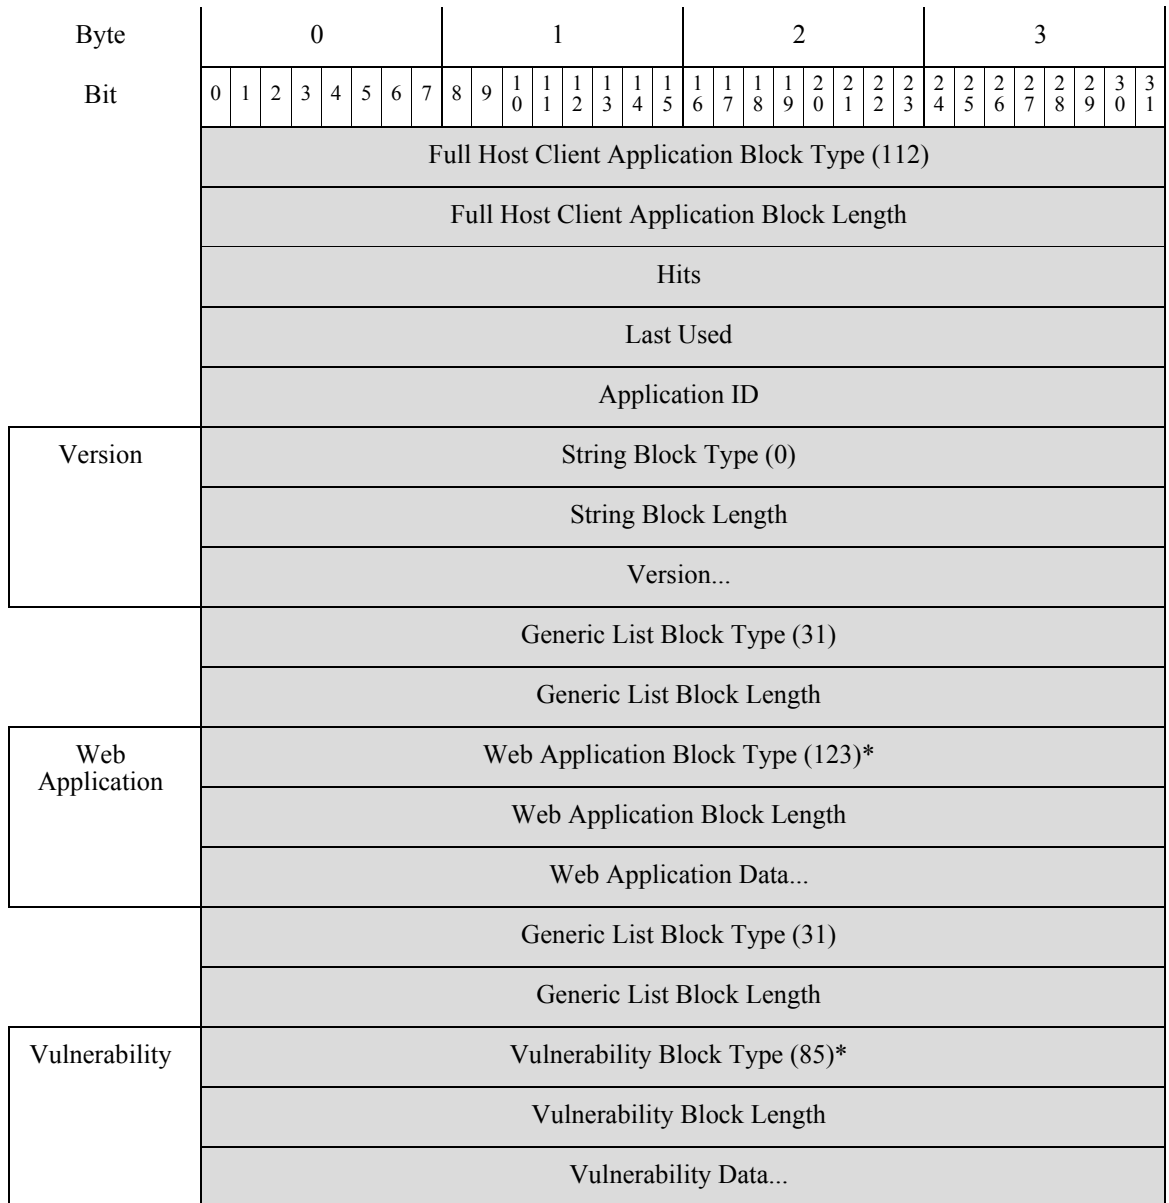 Byte 0 1 2 3
Bit 0 1 2 3 4 5 6 7 8 9 10 11 12 13 14 15 16 17 18 19 20 21 22 23 24 25 26 27 28 29 30 31
Full Host Client Application Block Type (112)
Full Host Client Application Block Length
Hits
Last Used
Application ID
Version String Block Type (0)
String Block Length
Version...
Generic List Block Type (31)
Generic List Block Length
Web
Application
Web Application Block Type (123)*
Web Application Block Length
Web Application Data...
Generic List Block Type (31)
Generic List Block Length
Vulnerability Vulnerability Block Type (85)*
Vulnerability Block Length
Vulnerability Data...